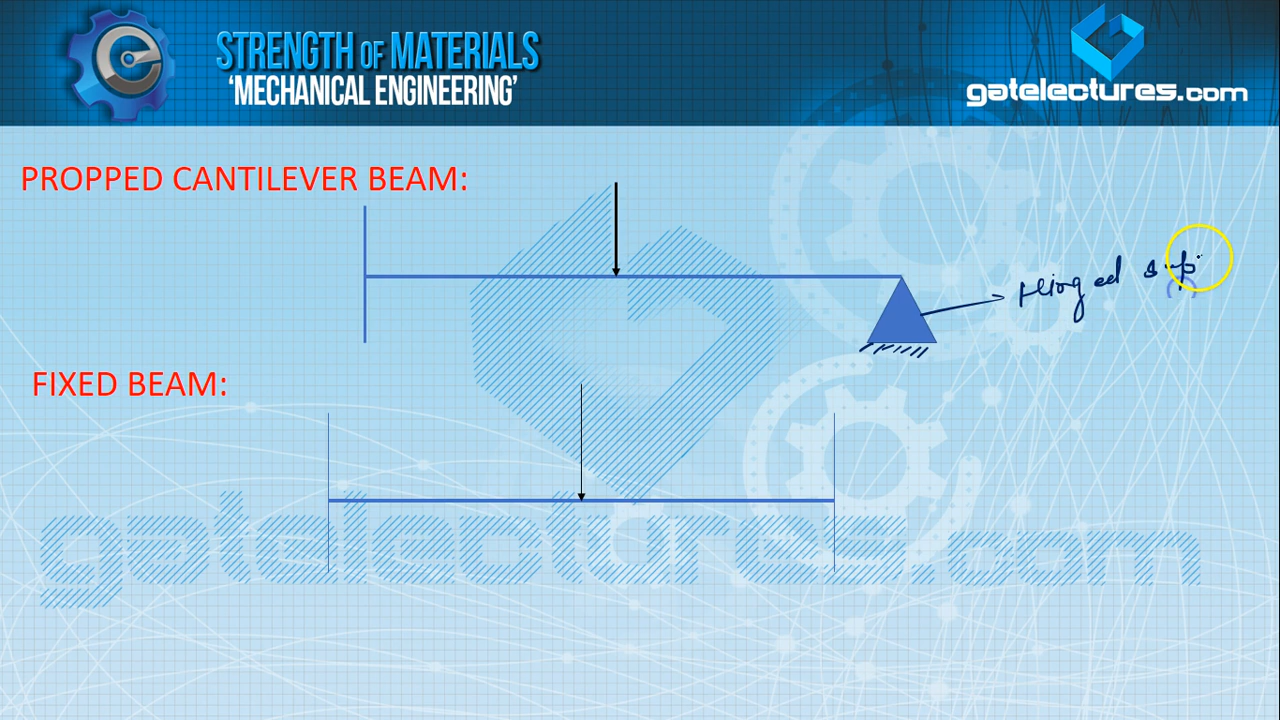 STRENGTH OF MATERIALS
'MECHANICAL ENGINEERING'
gatelectures.com
PROPPED CANTILEVER BEAM:
Hinged sup
FIXED BEAM:
gatelectures.com